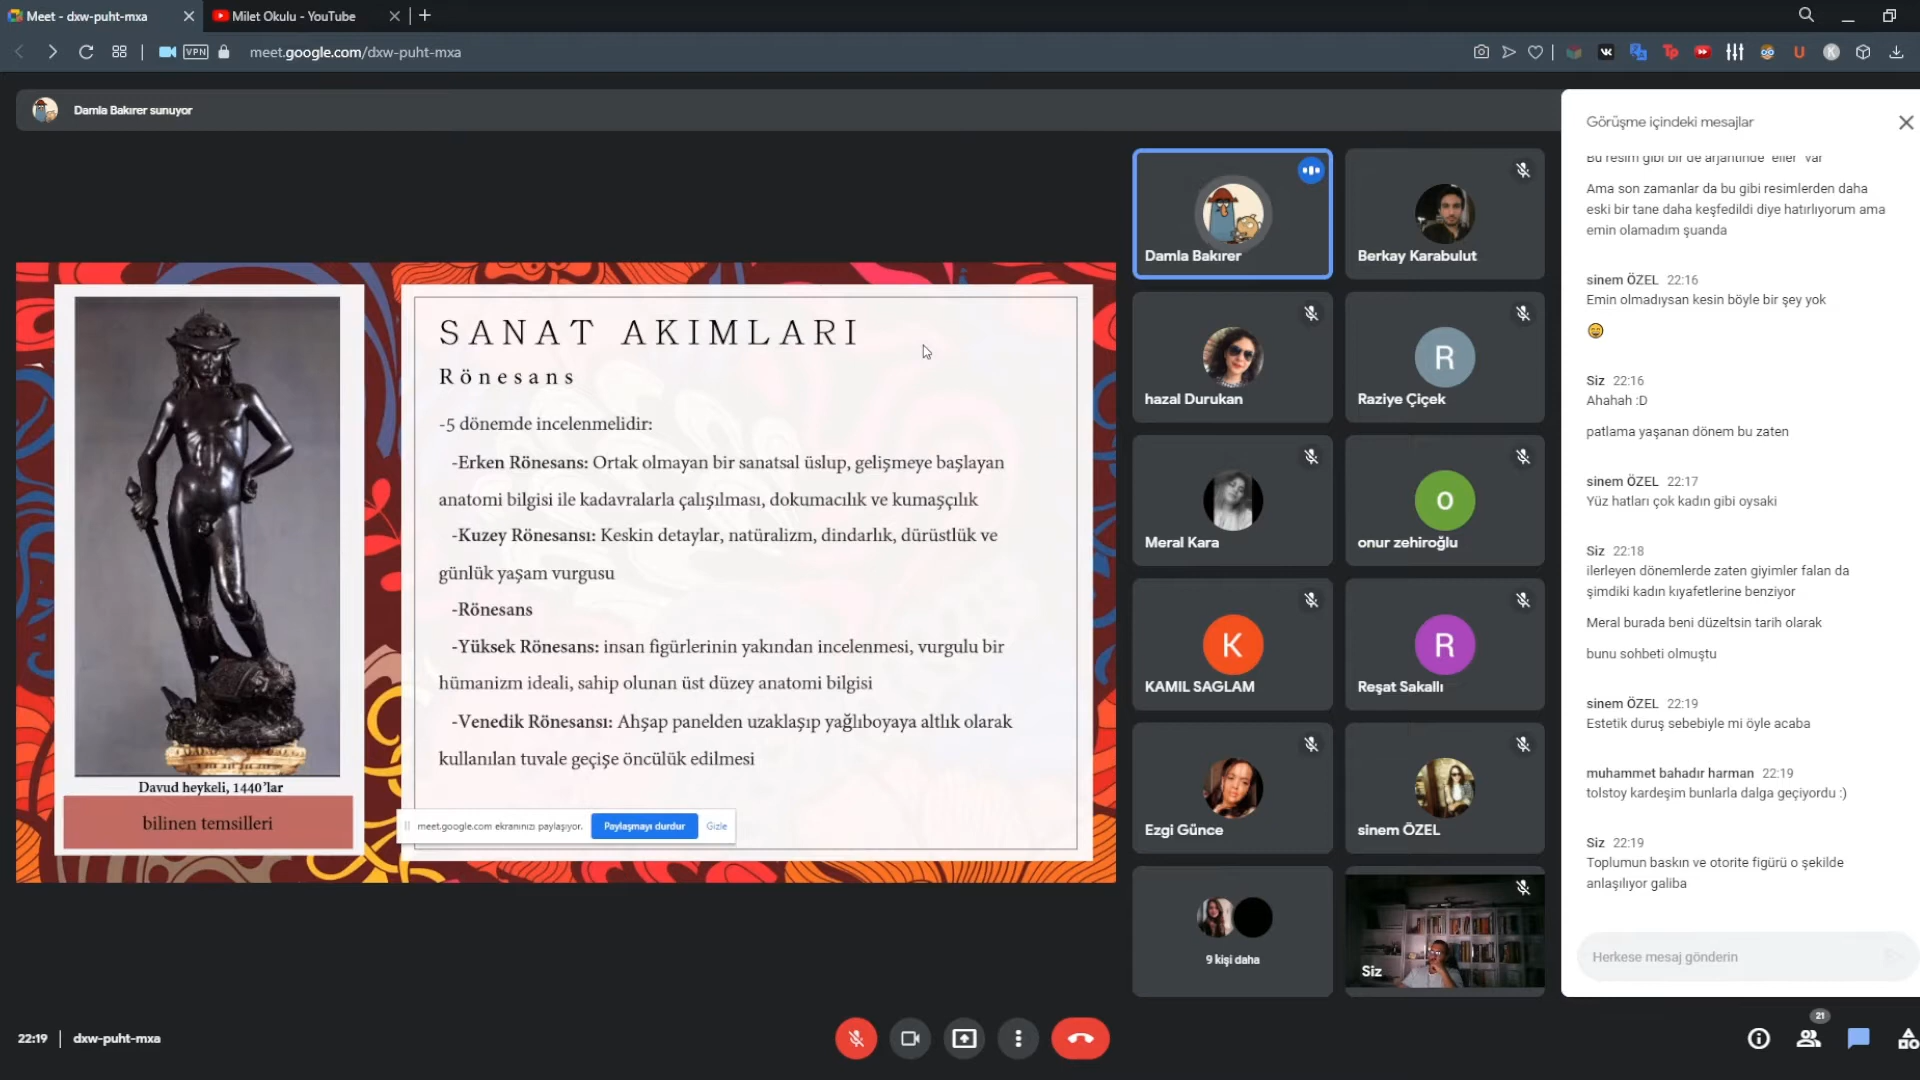 Meet - dxw-puht-mxa
Milet Okulu - YouTube
VPN
meet.google.com/dxw-puht-mxa
Damla Bakırer sunuyor
SANAT AKIMLARI
Rönesans
-5 dönemde incelenmelidir:
-Erken Rönesans: Ortak olmayan bir sanatsal üslup, gelişmeye başlayan
anatomi bilgisi ile kadavralarla çalışılması, dokumacılık ve kumaşçılık
-Kuzey Rönesansı: Keskin detaylar, natüralizm, dindarlık, dürüstlük ve
günlük yaşam vurgusu
-Rönesans
-Yüksek Rönesans: insan figürlerinin yakından incelenmesi, vurgulu bir
hümanizm ideali, sahip olunan üst düzey anatomi bilgisi
-Venedik Rönesansı: Ahşap panelden uzaklaşıp yağlıboyaya altlık olarak
kullanılan tuvale geçişe öncülük edilmesi
Davud heykeli, 1440'lar
bilinen temsilleri
meet.google.com ekranınızı paylaşıyor.
Paylaşmayı durdur
Gizle
Damla Bakırer
Berkay Karabulut
hazal Durukan
R
Raziye Çiçek
Meral Kara
O
onur zehiroğlu
K
KAMIL SAGLAM
R
Reşat Sakallı
Ezgi Günce
sinem ÖZEL
9 kişi daha
Siz
Görüşme içindeki mesajlar
Bu resim gibi bir de arjantinde "eller" var
Ama son zamanlar da bu gibi resimlerden daha
eski bir tane daha keşfedildi diye hatırlıyorum ama
emin olamadım şuanda
sinem ÖZEL 22:16
Emin olmadıysan kesin böyle bir şey yok
Siz 22:16
Ahahah :D
patlama yaşanan dönem bu zaten
sinem ÖZEL 22:17
Yüz hatları çok kadın gibi oysaki
Siz 22:18
ilerleyen dönemlerde zaten giyimler falan da
şimdiki kadın kıyafetlerine benziyor
Meral burada beni düzeltsin tarih olarak
bunu sohbeti olmuştu
sinem ÖZEL 22:19
Estetik duruş sebebiyle mi öyle acaba
muhammet bahadır harman 22:19
tolstoy kardeşim bunlarla dalga geçiyordu :)
Siz 22:19
Toplumun baskın ve otorite figürü o şekilde
anlaşılıyor galiba
Herkese mesaj gönderin
22:19
dxw-puht-mxa
21